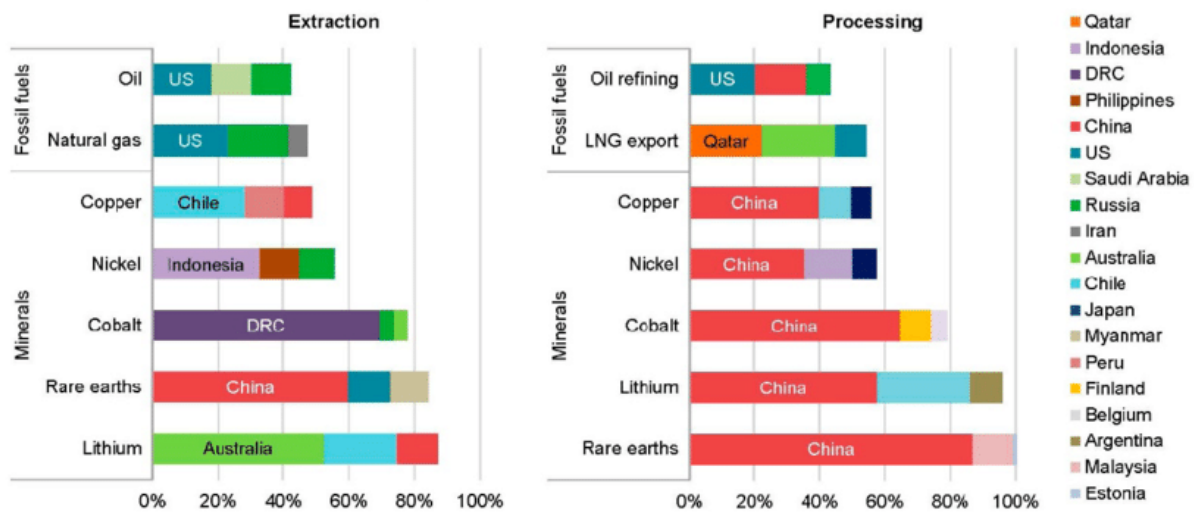 Extraction
Fossil fuels
Oil
US
Natural gas
US
Minerals
Copper
Chile
Nickel
Indonesia
Cobalt
DRC
Rare earths
China
Lithium
Australia
0% 20% 40% 60% 80% 100%
Processing
Fossil fuels
Oil refining
US
LNG export
Qatar
Minerals
Copper
China
Nickel
China
Cobalt
China
Lithium
China
Rare earths
China
0% 20% 40% 60% 80% 100%
Qatar
Indonesia
DRC
Philippines
China
US
Saudi Arabia
Russia
Iran
Australia
Chile
Japan
Myanmar
Peru
Finland
Belgium
Argentina
Malaysia
Estonia